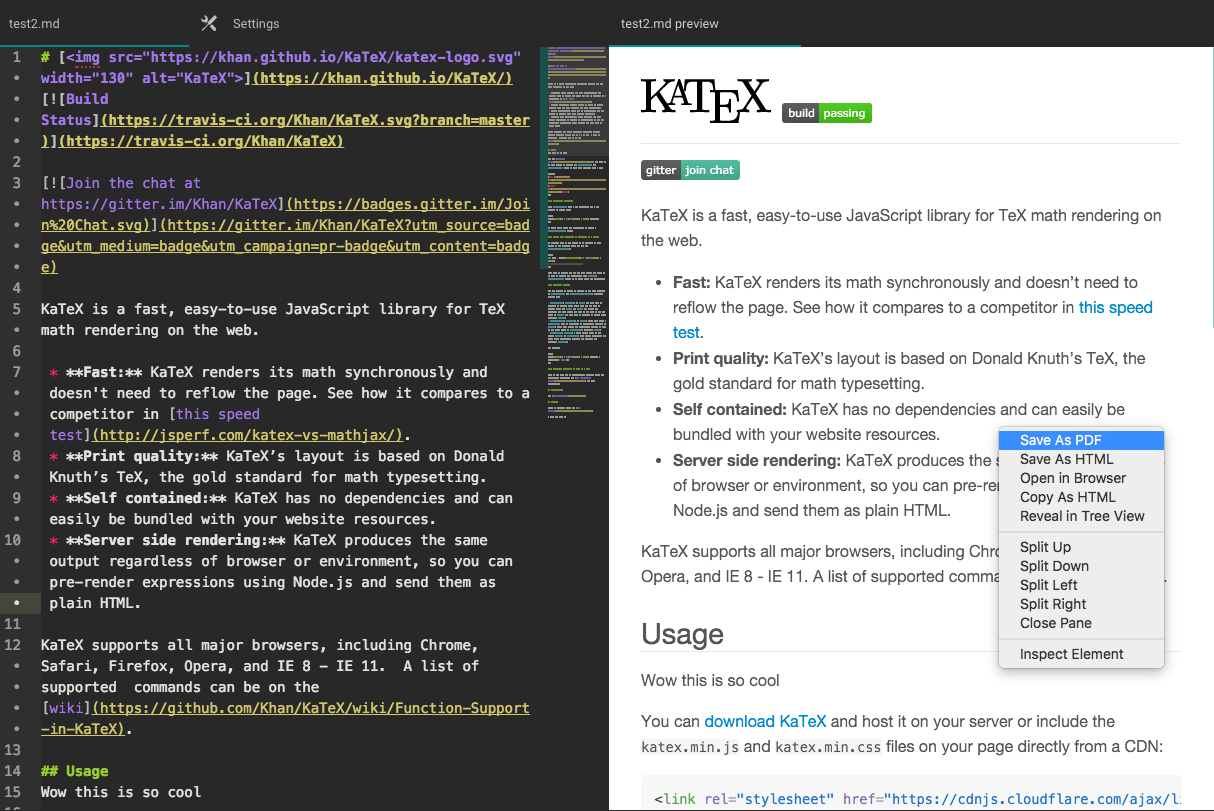 test2.md
Settings
test2.md preview
1 # [<img src="https://khan.github.io/KaTeX/katex-logo.svg"
width="130" alt="KaTeX">](https://khan.github.io/KaTeX/)
[![Build
Status](https://travis-ci.org/Khan/KaTeX.svg?branch=master
)](https://travis-ci.org/Khan/KaTeX)
2
3 [![Join the chat at
https://gitter.im/Khan/KaTeX](https://badges.gitter.im/Joi
n%20Chat.svg)](https://gitter.im/Khan/KaTeX?utm_source=bad
ge&utm_medium=badge&utm_campaign=pr-badge&utm_content=badg
e)
4
5 KaTeX is a fast, easy-to-use JavaScript library for TeX
math rendering on the web.
6
7 * **Fast:** KaTeX renders its math synchronously and
doesn't need to reflow the page. See how it compares to a
competitor in [this speed
test](http://jsperf.com/katex-vs-mathjax/).
8 * **Print quality:** KaTeX’s layout is based on Donald
Knuth’s TeX, the gold standard for math typesetting.
9 * **Self contained:** KaTeX has no dependencies and can
easily be bundled with your website resources.
10 * **Server side rendering:** KaTeX produces the same
output regardless of browser or environment, so you can
pre-render expressions using Node.js and send them as
plain HTML.
11
12 KaTeX supports all major browsers, including Chrome,
Safari, Firefox, Opera, and IE 8 - IE 11.  A list of
supported  commands can be on the
[wiki](https://github.com/Khan/KaTeX/wiki/Function-Support
-in-KaTeX).
13
14 ## Usage
15 Wow this is so cool
KATEX
build passing
gitter join chat
KaTeX is a fast, easy-to-use JavaScript library for TeX math rendering on
the web.
• Fast: KaTeX renders its math synchronously and doesn’t need to
reflow the page. See how it compares to a competitor in this speed
test.
• Print quality: KaTeX’s layout is based on Donald Knuth’s TeX, the
gold standard for math typesetting.
• Self contained: KaTeX has no dependencies and can easily be
bundled with your website resources.
• Server side rendering: KaTeX produces the
of browser or environment, so you can
Node.js and send them as plain HTML.
KaTeX supports all major browsers, including
Opera, and IE 8 - IE 11. A list of supported
Save As PDF
Save As HTML
Open in Browser
Copy As HTML
Reveal in Tree View
Split Up
Split Down
Split Left
Split Right
Close Pane
Inspect Element
Usage
Wow this is so cool
You can download KaTeX and host it on your server or include the
katex.min.js and katex.min.css files on your page directly from a CDN:
<link rel="stylesheet" href="https://cdnjs.cloudflare.com/ajax/